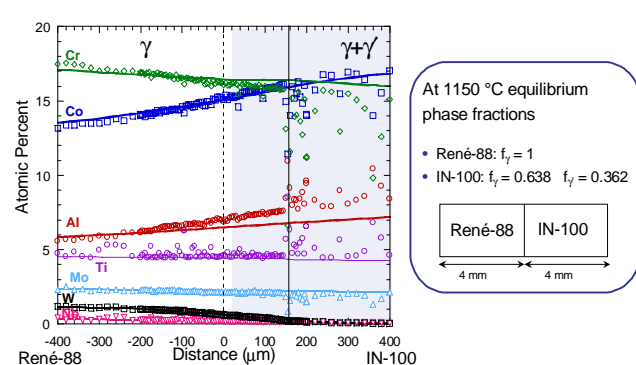 20
15
10
5
0
Atomic Percent
γ
γ+γ′
Cr
Co
Al
Ti
Mo
W
Nb
-400 -300 -200 -100 0 100 200 300 400
René-88
Distance (μm)
IN-100
At 1150 °C equilibrium
phase fractions
• René-88: fγ = 1
• IN-100: fγ = 0.638 fγ = 0.362
René-88
IN-100
4 mm
4 mm